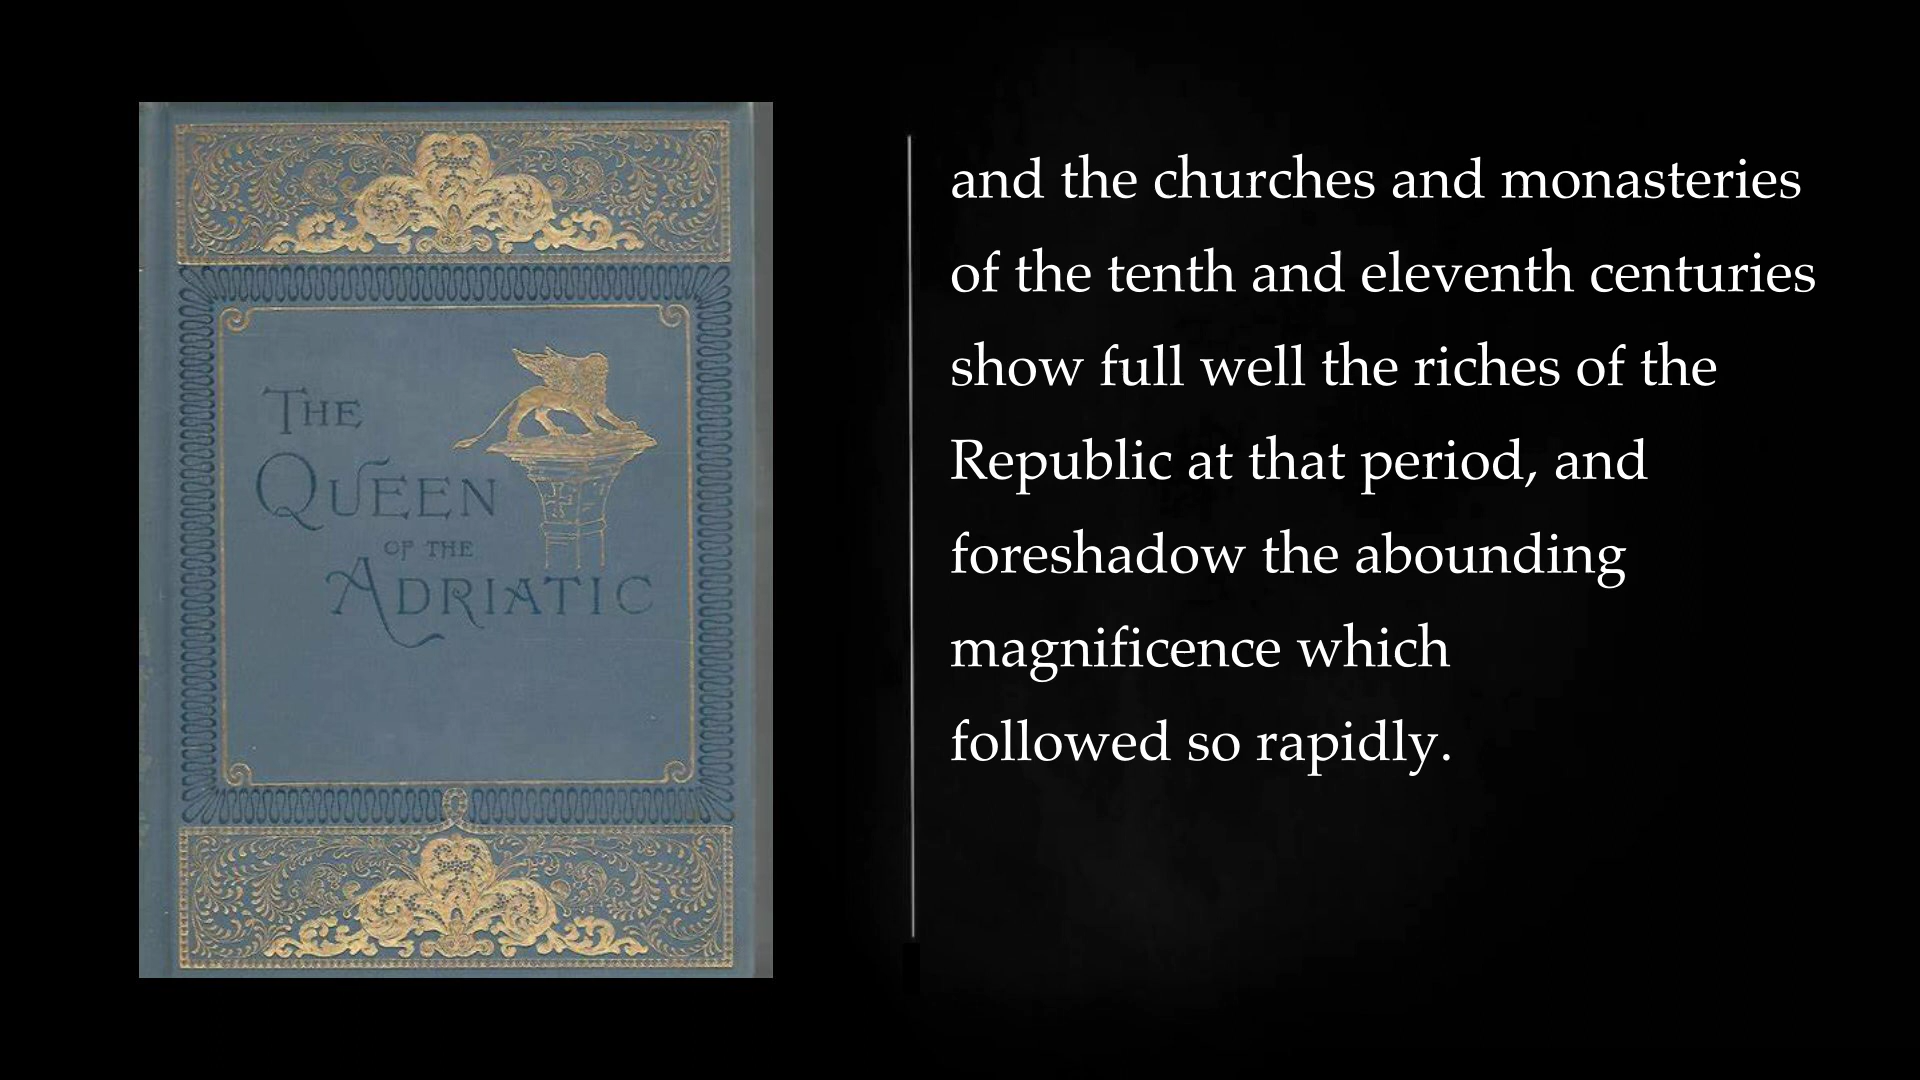 THE
QUEEN
OF THE
ADRIATIC
and the churches and monasteries
of the tenth and eleventh centuries
show full well the riches of the
Republic at that period, and
foreshadow the abounding
magnificence which
followed so rapidly.